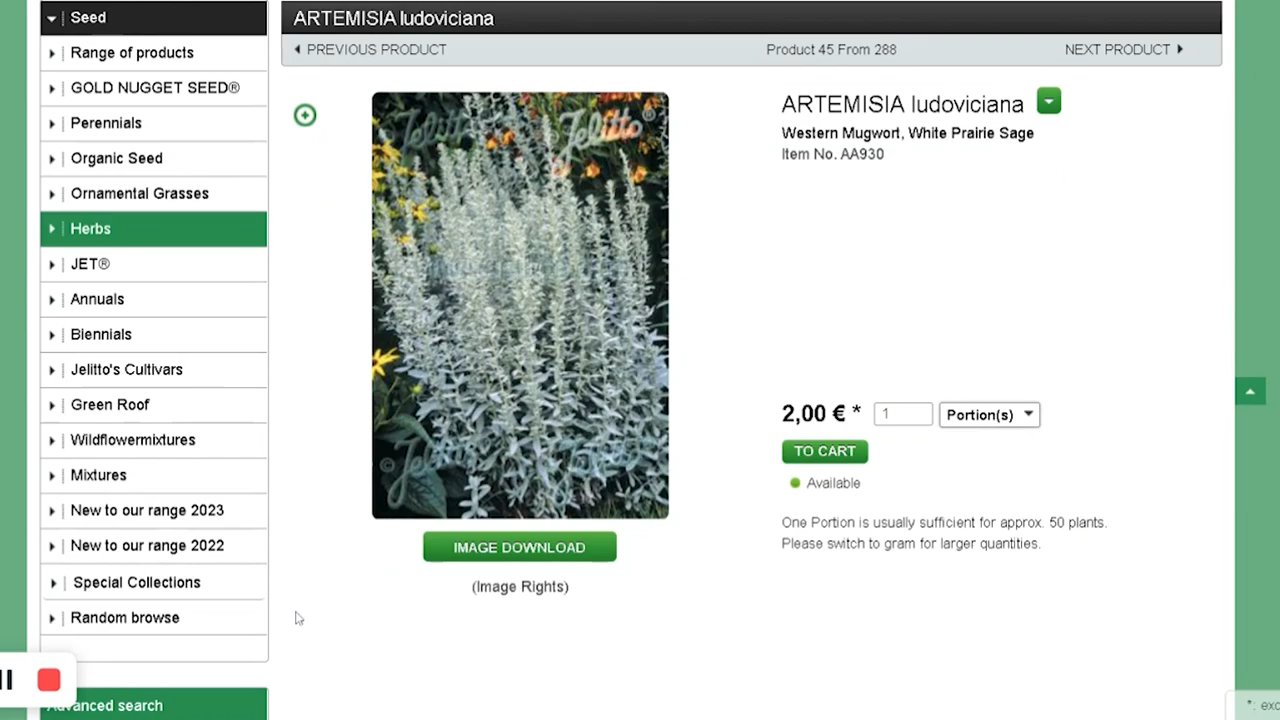 Seed
Range of products
GOLD NUGGET SEED®
Perennials
Organic Seed
Ornamental Grasses
Herbs
JET®
Annuals
Biennials
Jelitto's Cultivars
Green Roof
Wildflowermixtures
Mixtures
New to our range 2023
New to our range 2022
Special Collections
Random browse
Advanced search
ARTEMISIA ludoviciana
PREVIOUS PRODUCT Product 45 From 288 NEXT PRODUCT
Jelitto
Jelitto®
© Jelitto
IMAGE DOWNLOAD
(Image Rights)
ARTEMISIA ludoviciana
Western Mugwort, White Prairie Sage
Item No. AA930
2,00 € * 1 Portion(s)
TO CART
Available
One Portion is usually sufficient for approx. 50 plants.
Please switch to gram for larger quantities.